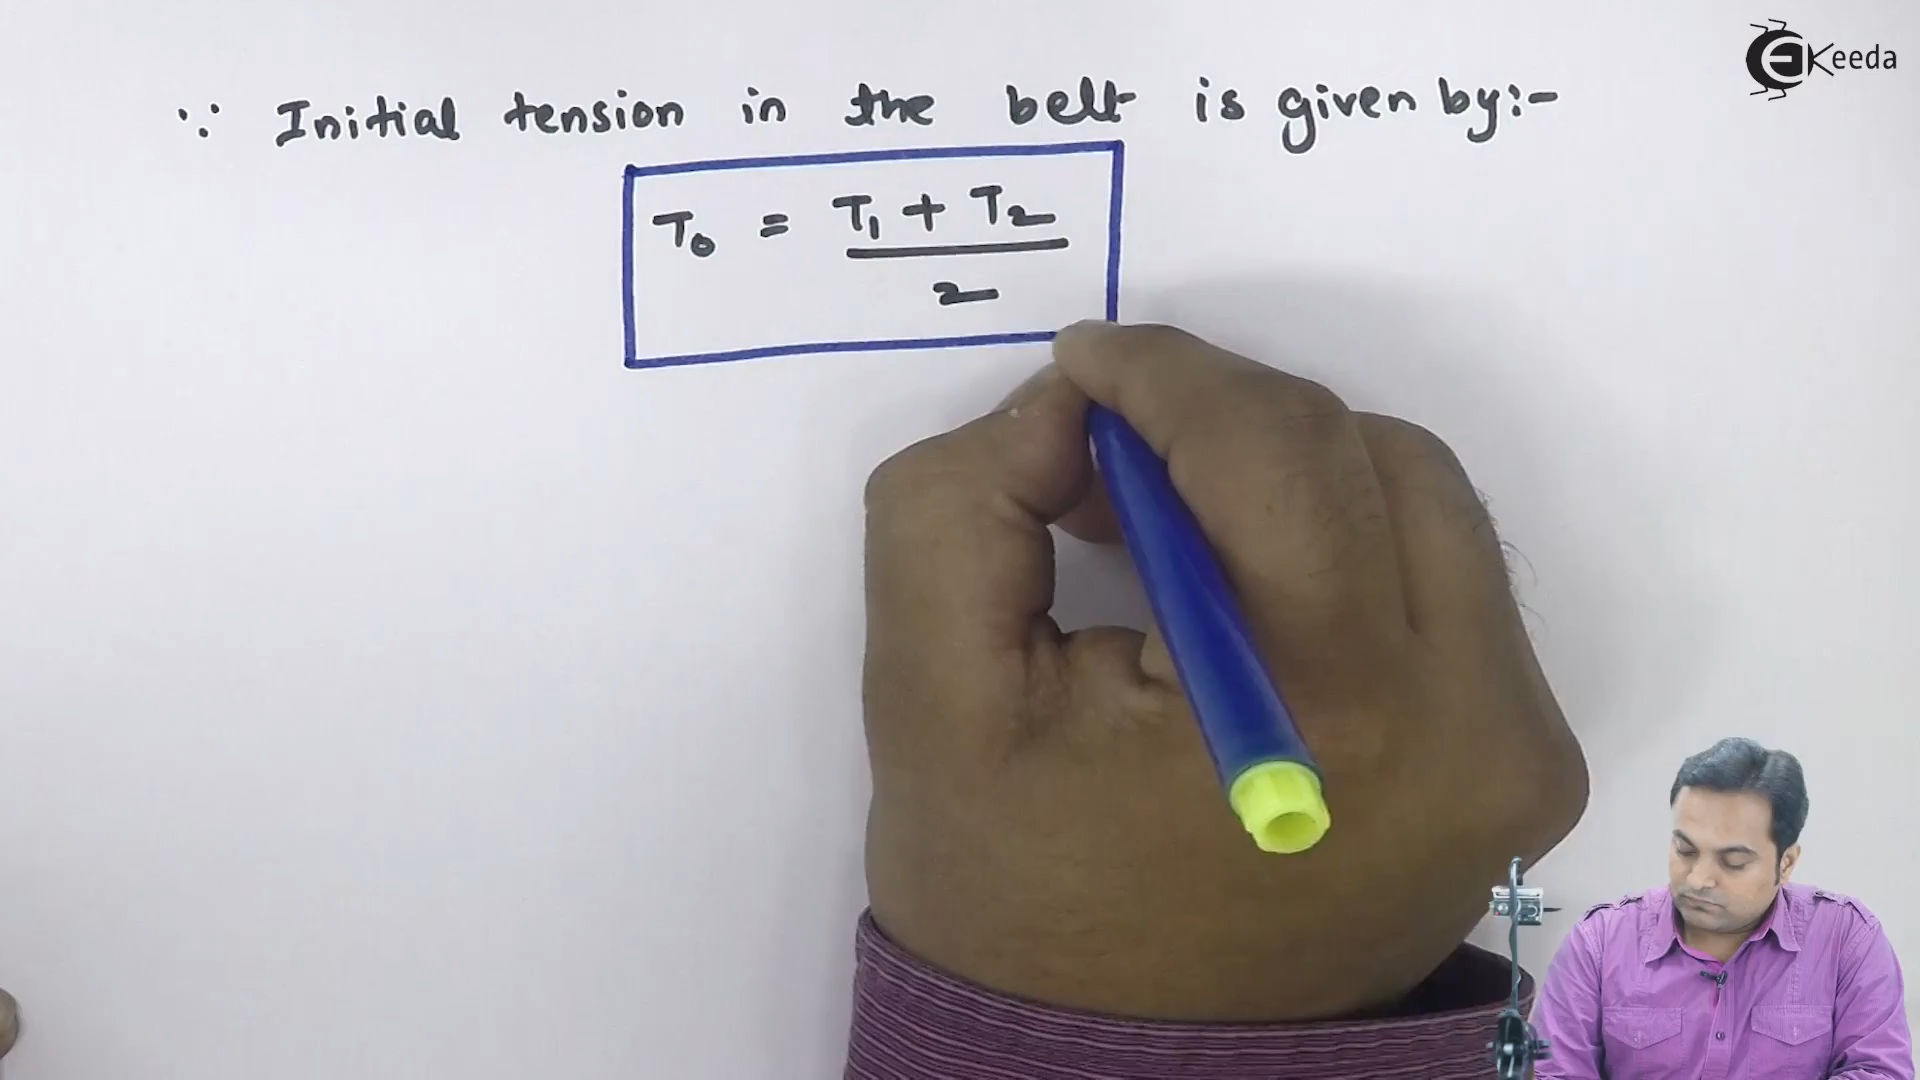 ∵ Initial tension in the belt is given by:-
T₀ = T₁ + T₂
2
EKeeda